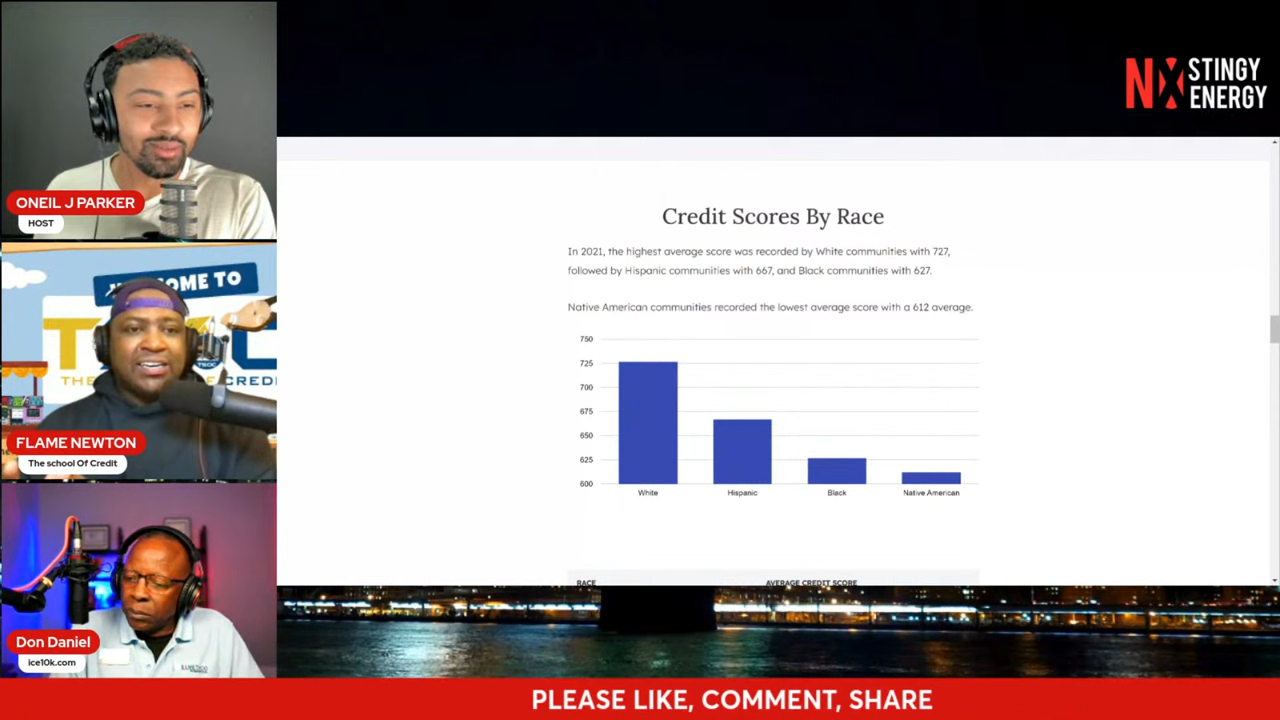 ONEIL J PARKER
HOST
WELCOME TO
FLAME NEWTON
The school Of Credit
Don Daniel
ice10k.com
NX STINGY
ENERGY
Credit Scores By Race
In 2021, the highest average score was recorded by White communities with 727,
followed by Hispanic communities with 667, and Black communities with 627.
Native American communities recorded the lowest average score with a 612 average.
750
725
700
675
650
625
600
White Hispanic Black Native American
RACE AVERAGE CREDIT SCORE
PLEASE LIKE, COMMENT, SHARE